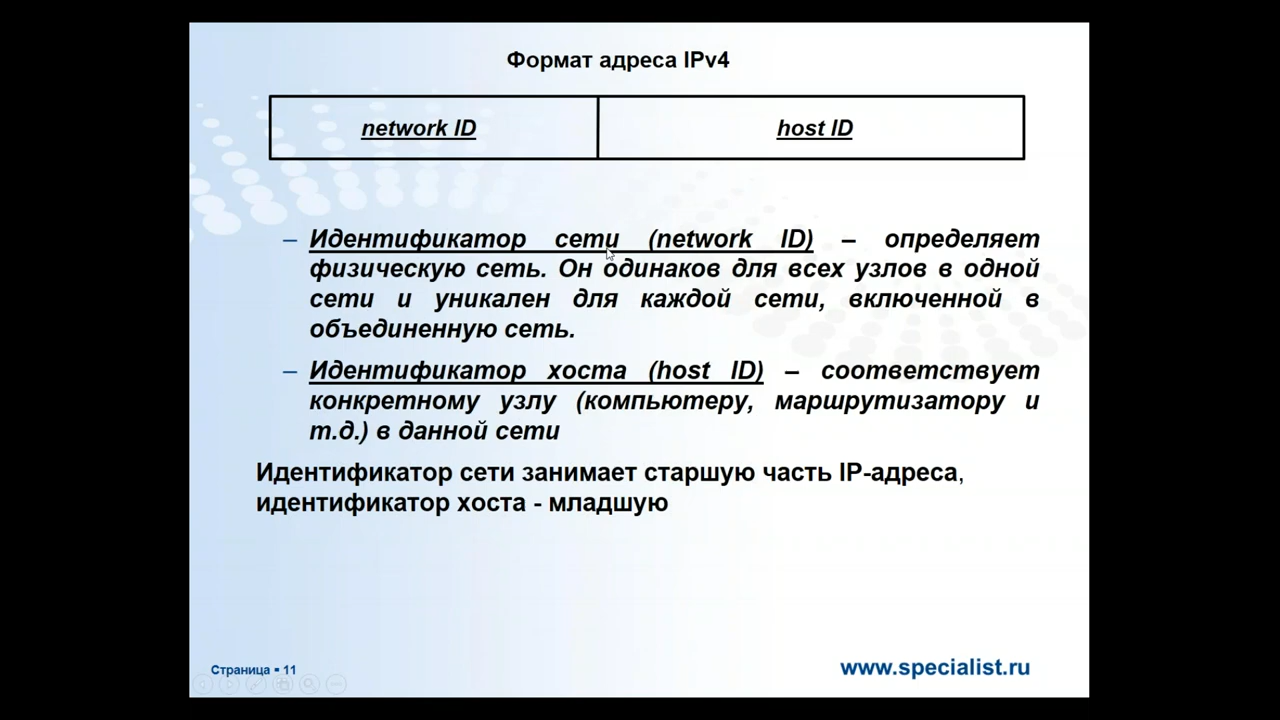 Формат адреса IPv4
network ID
host ID
– Идентификатор сети (network ID) – определяет
физическую сеть. Он одинаков для всех узлов в одной
сети и уникален для каждой сети, включенной в
объединенную сеть.
– Идентификатор хоста (host ID) – соответствует
конкретному узлу (компьютеру, маршрутизатору и
т.д.) в данной сети
Идентификатор сети занимает старшую часть IP-адреса,
идентификатор хоста - младшую
Страница ▪ 11
www.specialist.ru